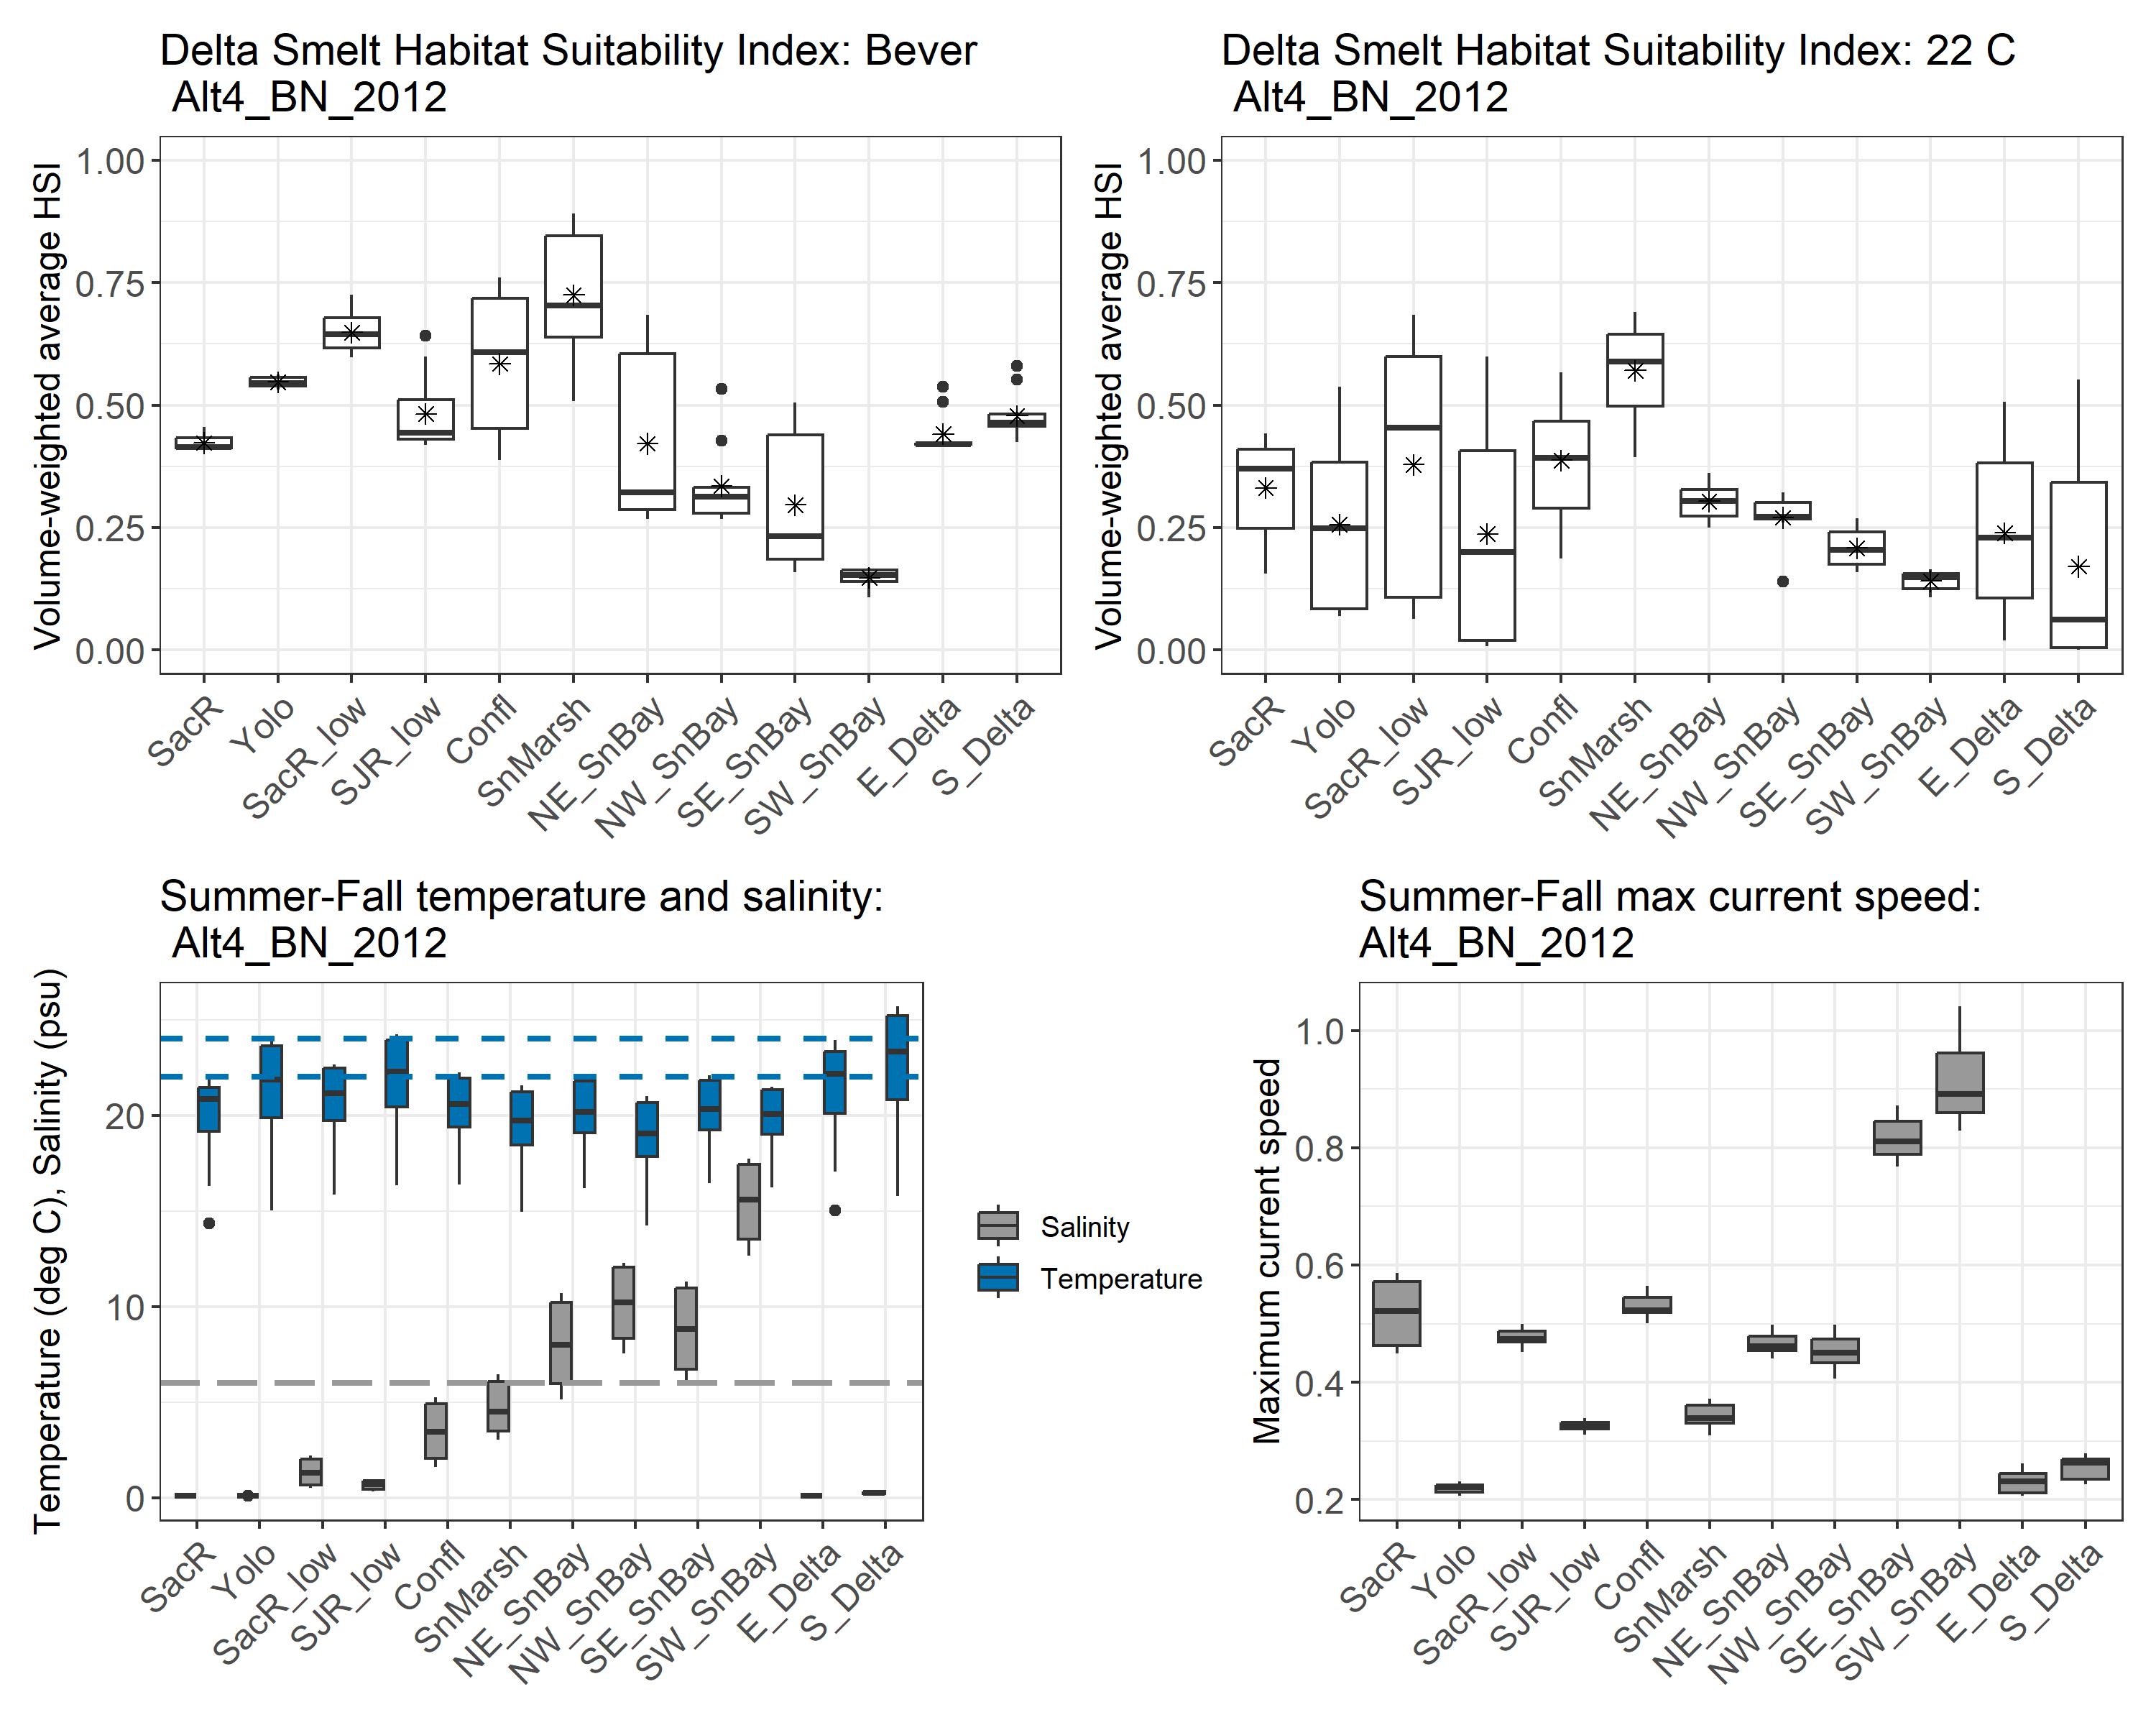 Delta Smelt Habitat Suitability Index: Bever
Alt4_BN_2012
Volume-weighted average HSI
1.00
0.75
0.50
0.25
0.00
SacR
Yolo
SacR_low
SJR_low
Confl
SnMarsh
NE_SnBay
NW_SnBay
SE_SnBay
SW_SnBay
E_Delta
S_Delta
Delta Smelt Habitat Suitability Index: 22 C
Alt4_BN_2012
Volume-weighted average HSI
1.00
0.75
0.50
0.25
0.00
SacR
Yolo
SacR_low
SJR_low
Confl
SnMarsh
NE_SnBay
NW_SnBay
SE_SnBay
SW_SnBay
E_Delta
S_Delta
Summer-Fall temperature and salinity:
Alt4_BN_2012
Temperature (deg C), Salinity (psu)
20
10
0
SacR
Yolo
SacR_low
SJR_low
Confl
SnMarsh
NE_SnBay
NW_SnBay
SE_SnBay
SW_SnBay
E_Delta
S_Delta
Salinity
Temperature
Summer-Fall max current speed:
Alt4_BN_2012
Maximum current speed
1.0
0.8
0.6
0.4
0.2
SacR
Yolo
SacR_low
SJR_low
Confl
SnMarsh
NE_SnBay
NW_SnBay
SE_SnBay
SW_SnBay
E_Delta
S_Delta